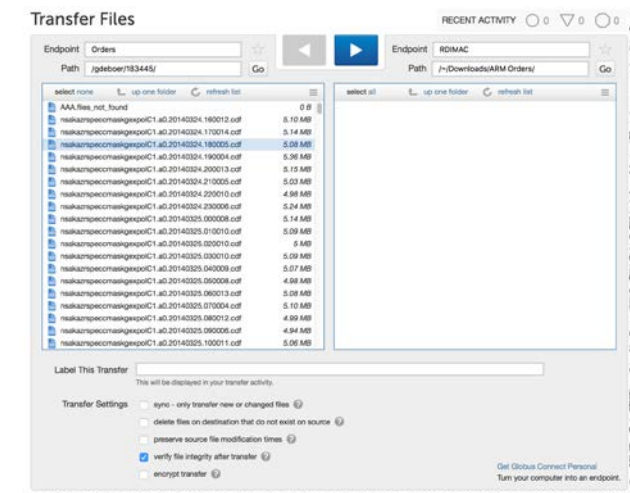 Transfer Files
RECENT ACTIVITY 0 0 0
Endpoint Orders
Path /gdeboer/183445/ Go
Endpoint RDIMAC
Path /~/Downloads/ARM Orders/ Go
select none up one folder refresh list
AAA.files_not_found 0 B
nsakazrspeccmaskgexpolC1.a0.20140324.160012.cdf 5.10 MB
nsakazrspeccmaskgexpolC1.a0.20140324.170014.cdf 5.14 MB
nsakazrspeccmaskgexpolC1.a0.20140324.180005.cdf 5.08 MB
nsakazrspeccmaskgexpolC1.a0.20140324.190004.cdf 5.36 MB
nsakazrspeccmaskgexpolC1.a0.20140324.200013.cdf 5.15 MB
nsakazrspeccmaskgexpolC1.a0.20140324.210005.cdf 5.03 MB
nsakazrspeccmaskgexpolC1.a0.20140324.220010.cdf 4.98 MB
nsakazrspeccmaskgexpolC1.a0.20140324.230006.cdf 5.24 MB
nsakazrspeccmaskgexpolC1.a0.20140325.000008.cdf 5.14 MB
nsakazrspeccmaskgexpolC1.a0.20140325.010010.cdf 5.09 MB
nsakazrspeccmaskgexpolC1.a0.20140325.020010.cdf 5 MB
nsakazrspeccmaskgexpolC1.a0.20140325.030010.cdf 5.09 MB
nsakazrspeccmaskgexpolC1.a0.20140325.040009.cdf 5.07 MB
nsakazrspeccmaskgexpolC1.a0.20140325.050008.cdf 4.98 MB
nsakazrspeccmaskgexpolC1.a0.20140325.060013.cdf 5.08 MB
nsakazrspeccmaskgexpolC1.a0.20140325.070004.cdf 5.10 MB
nsakazrspeccmaskgexpolC1.a0.20140325.080012.cdf 4.99 MB
nsakazrspeccmaskgexpolC1.a0.20140325.090006.cdf 4.94 MB
nsakazrspeccmaskgexpolC1.a0.20140325.100011.cdf 5.06 MB
select all up one folder refresh list
Label This Transfer
This will be displayed in your transfer activity.
Transfer Settings
sync - only transfer new or changed files
delete files on destination that do not exist on source
preserve source file modification times
verify file integrity after transfer
encrypt transfer
Get Globus Connect Personal
Turn your computer into an endpoint.